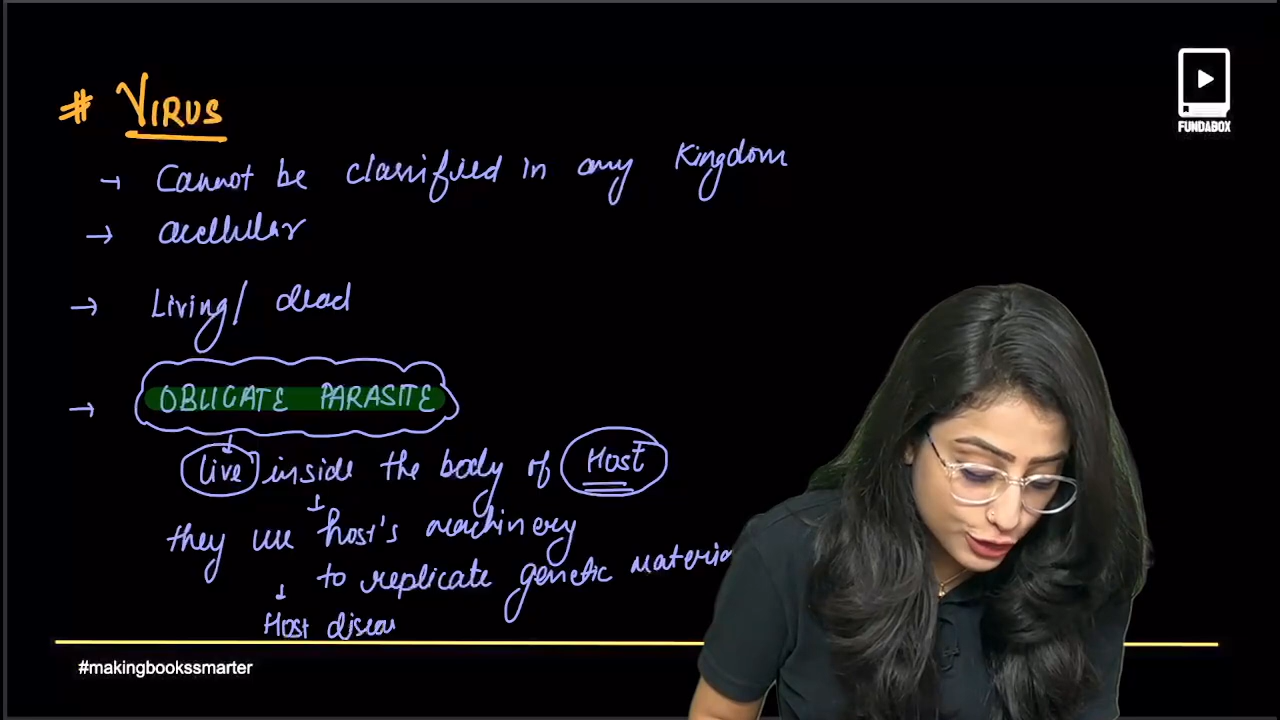 # VIRUS
→ Cannot be classified in any Kingdom
→ acellular
→ Living/ dead
→ OBLIGATE PARASITE
live inside the body of Host
they use host's machinery
to replicate genetic material
Host diseas
FUNDABOX
#makingbookssmarter